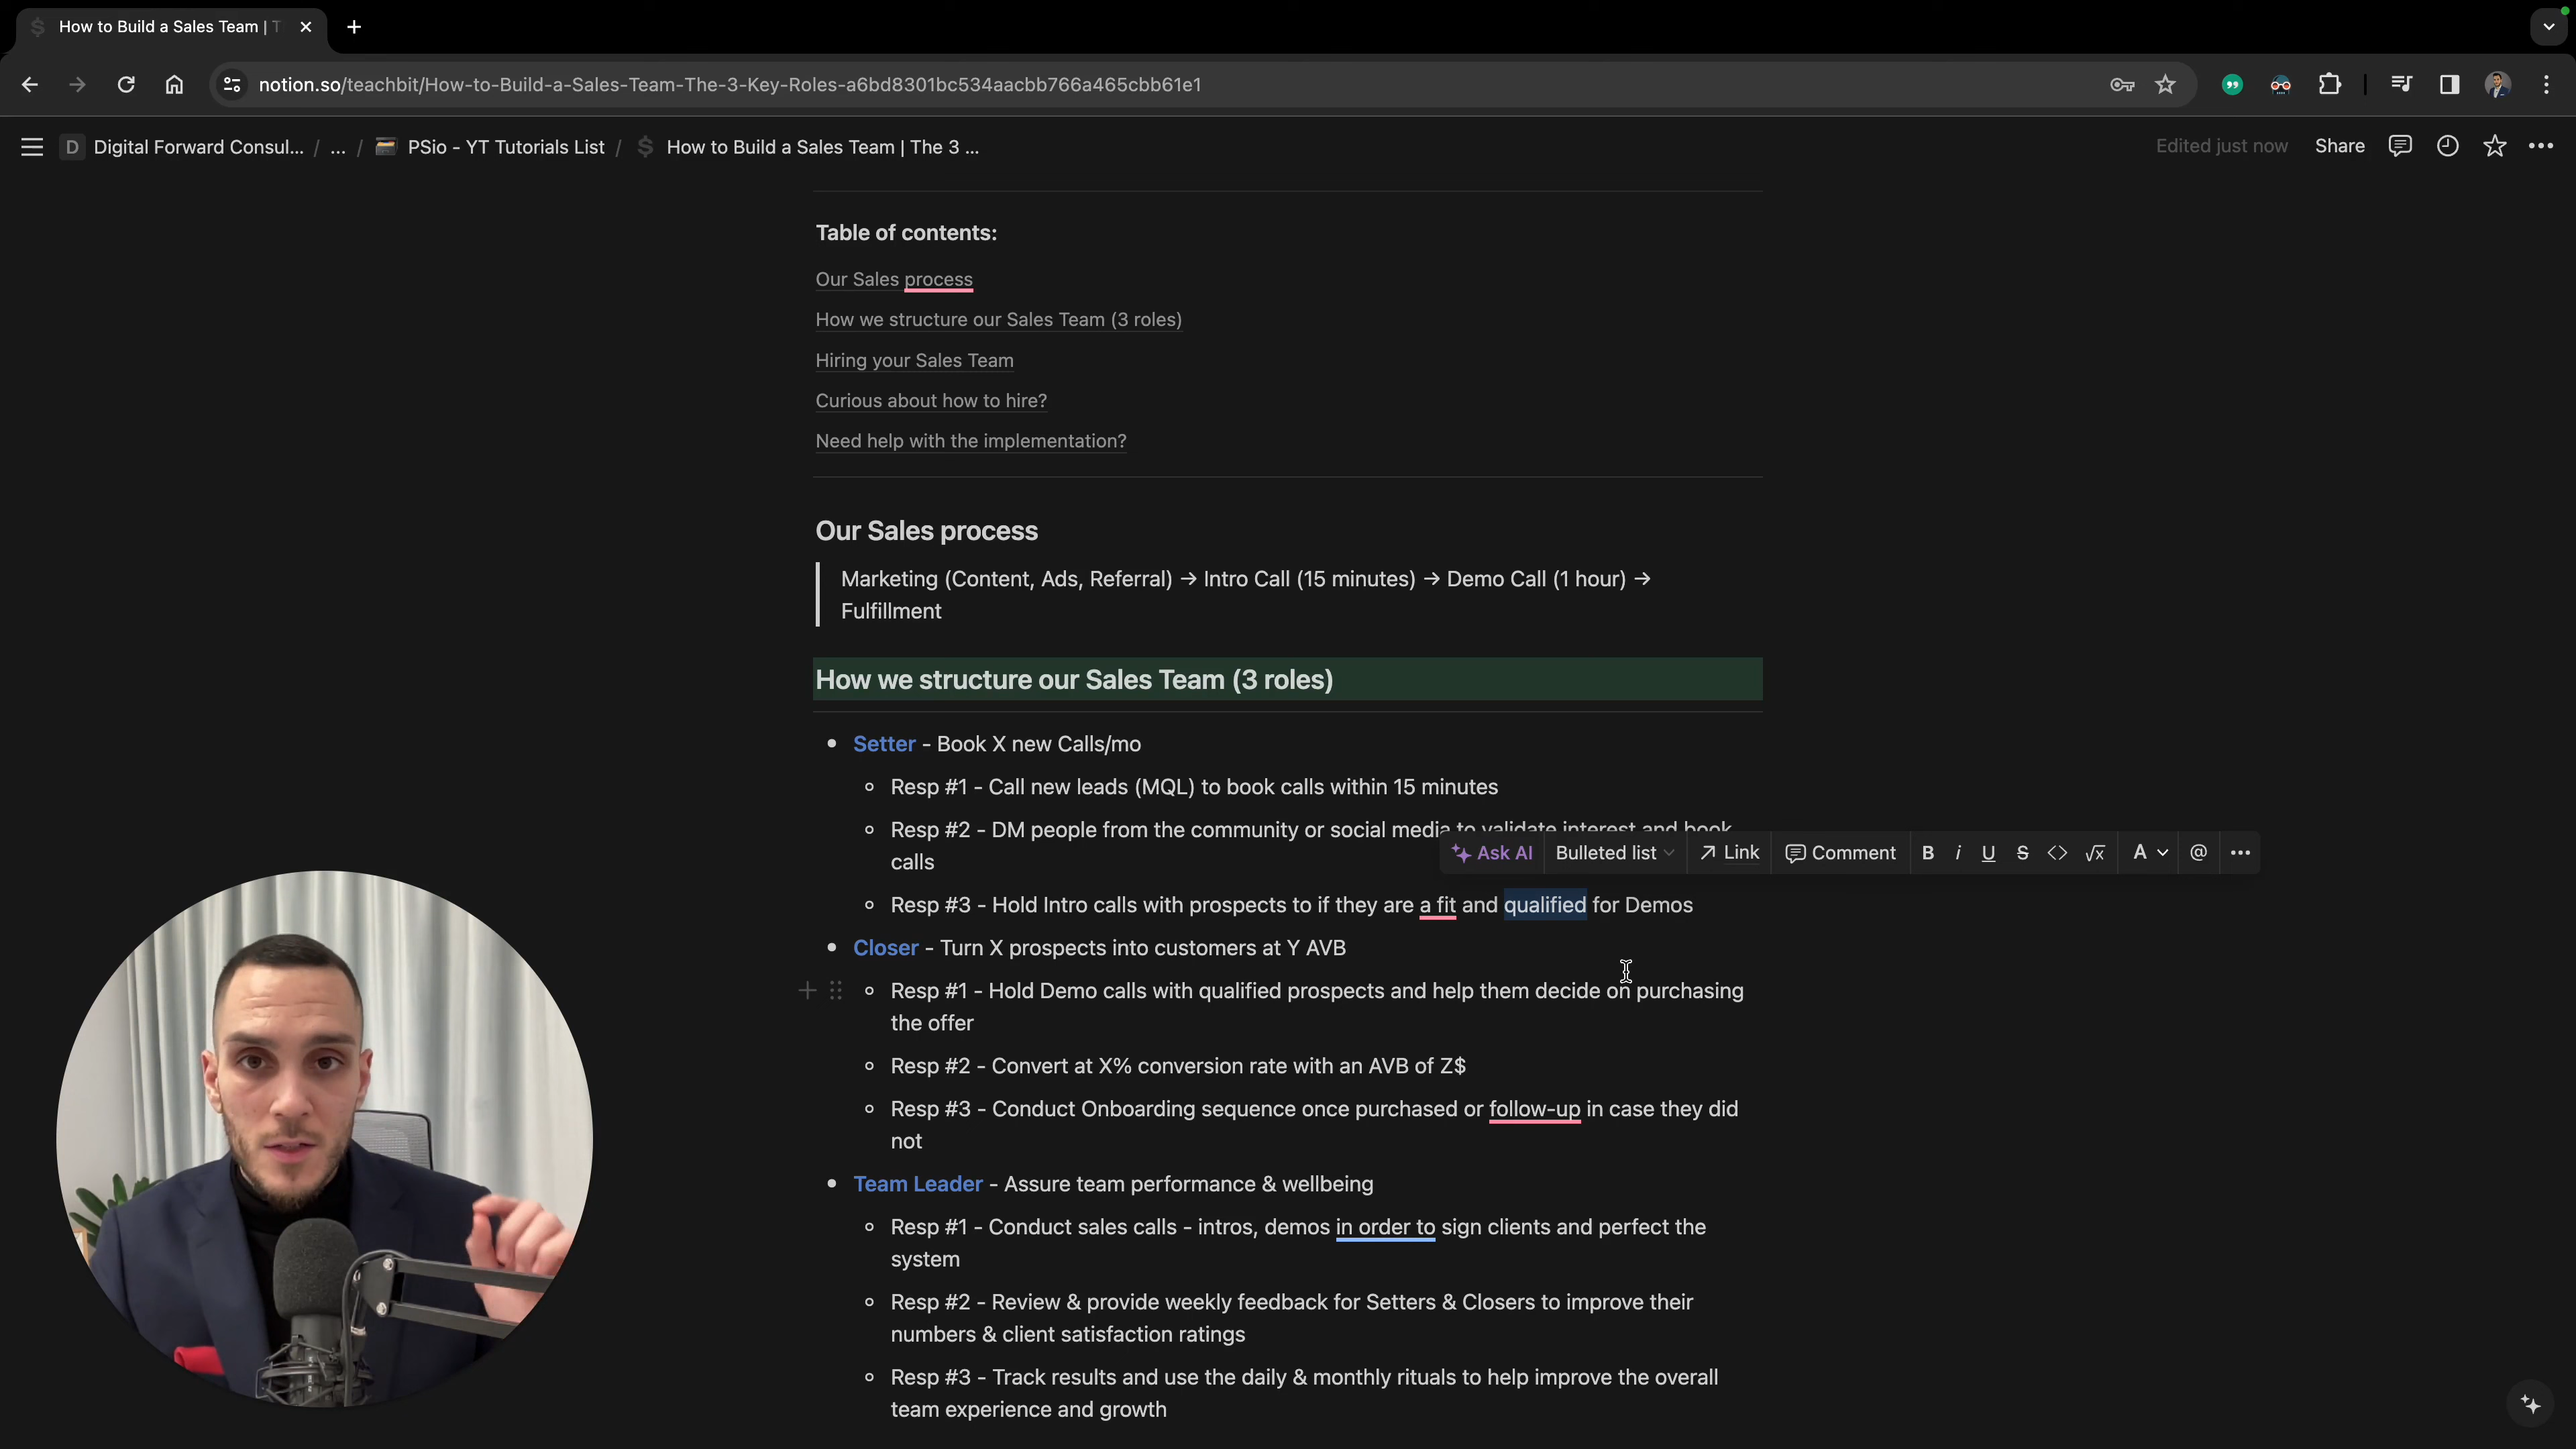 How to Build a Sales Team | T
notion.so/teachbit/How-to-Build-a-Sales-Team-The-3-Key-Roles-a6bd8301bc534aacbb766a465cbb61e1
D Digital Forward Consul... / ... / PSio - YT Tutorials List / How to Build a Sales Team | The 3 ...
Edited just now Share
Table of contents:
Our Sales process
How we structure our Sales Team (3 roles)
Hiring your Sales Team
Curious about how to hire?
Need help with the implementation?
Our Sales process
Marketing (Content, Ads, Referral) → Intro Call (15 minutes) → Demo Call (1 hour) →
Fulfillment
How we structure our Sales Team (3 roles)
Setter - Book X new Calls/mo
Resp #1 - Call new leads (MQL) to book calls within 15 minutes
Resp #2 - DM people from the community or social media to validate interest and book
calls
Ask AI Bulleted list Link Comment B i U S <> √x A @
Resp #3 - Hold Intro calls with prospects to if they are a fit and qualified for Demos
Closer - Turn X prospects into customers at Y AVB
Resp #1 - Hold Demo calls with qualified prospects and help them decide on purchasing
the offer
Resp #2 - Convert at X% conversion rate with an AVB of Z$
Resp #3 - Conduct Onboarding sequence once purchased or follow-up in case they did
not
Team Leader - Assure team performance & wellbeing
Resp #1 - Conduct sales calls - intros, demos in order to sign clients and perfect the
system
Resp #2 - Review & provide weekly feedback for Setters & Closers to improve their
numbers & client satisfaction ratings
Resp #3 - Track results and use the daily & monthly rituals to help improve the overall
team experience and growth